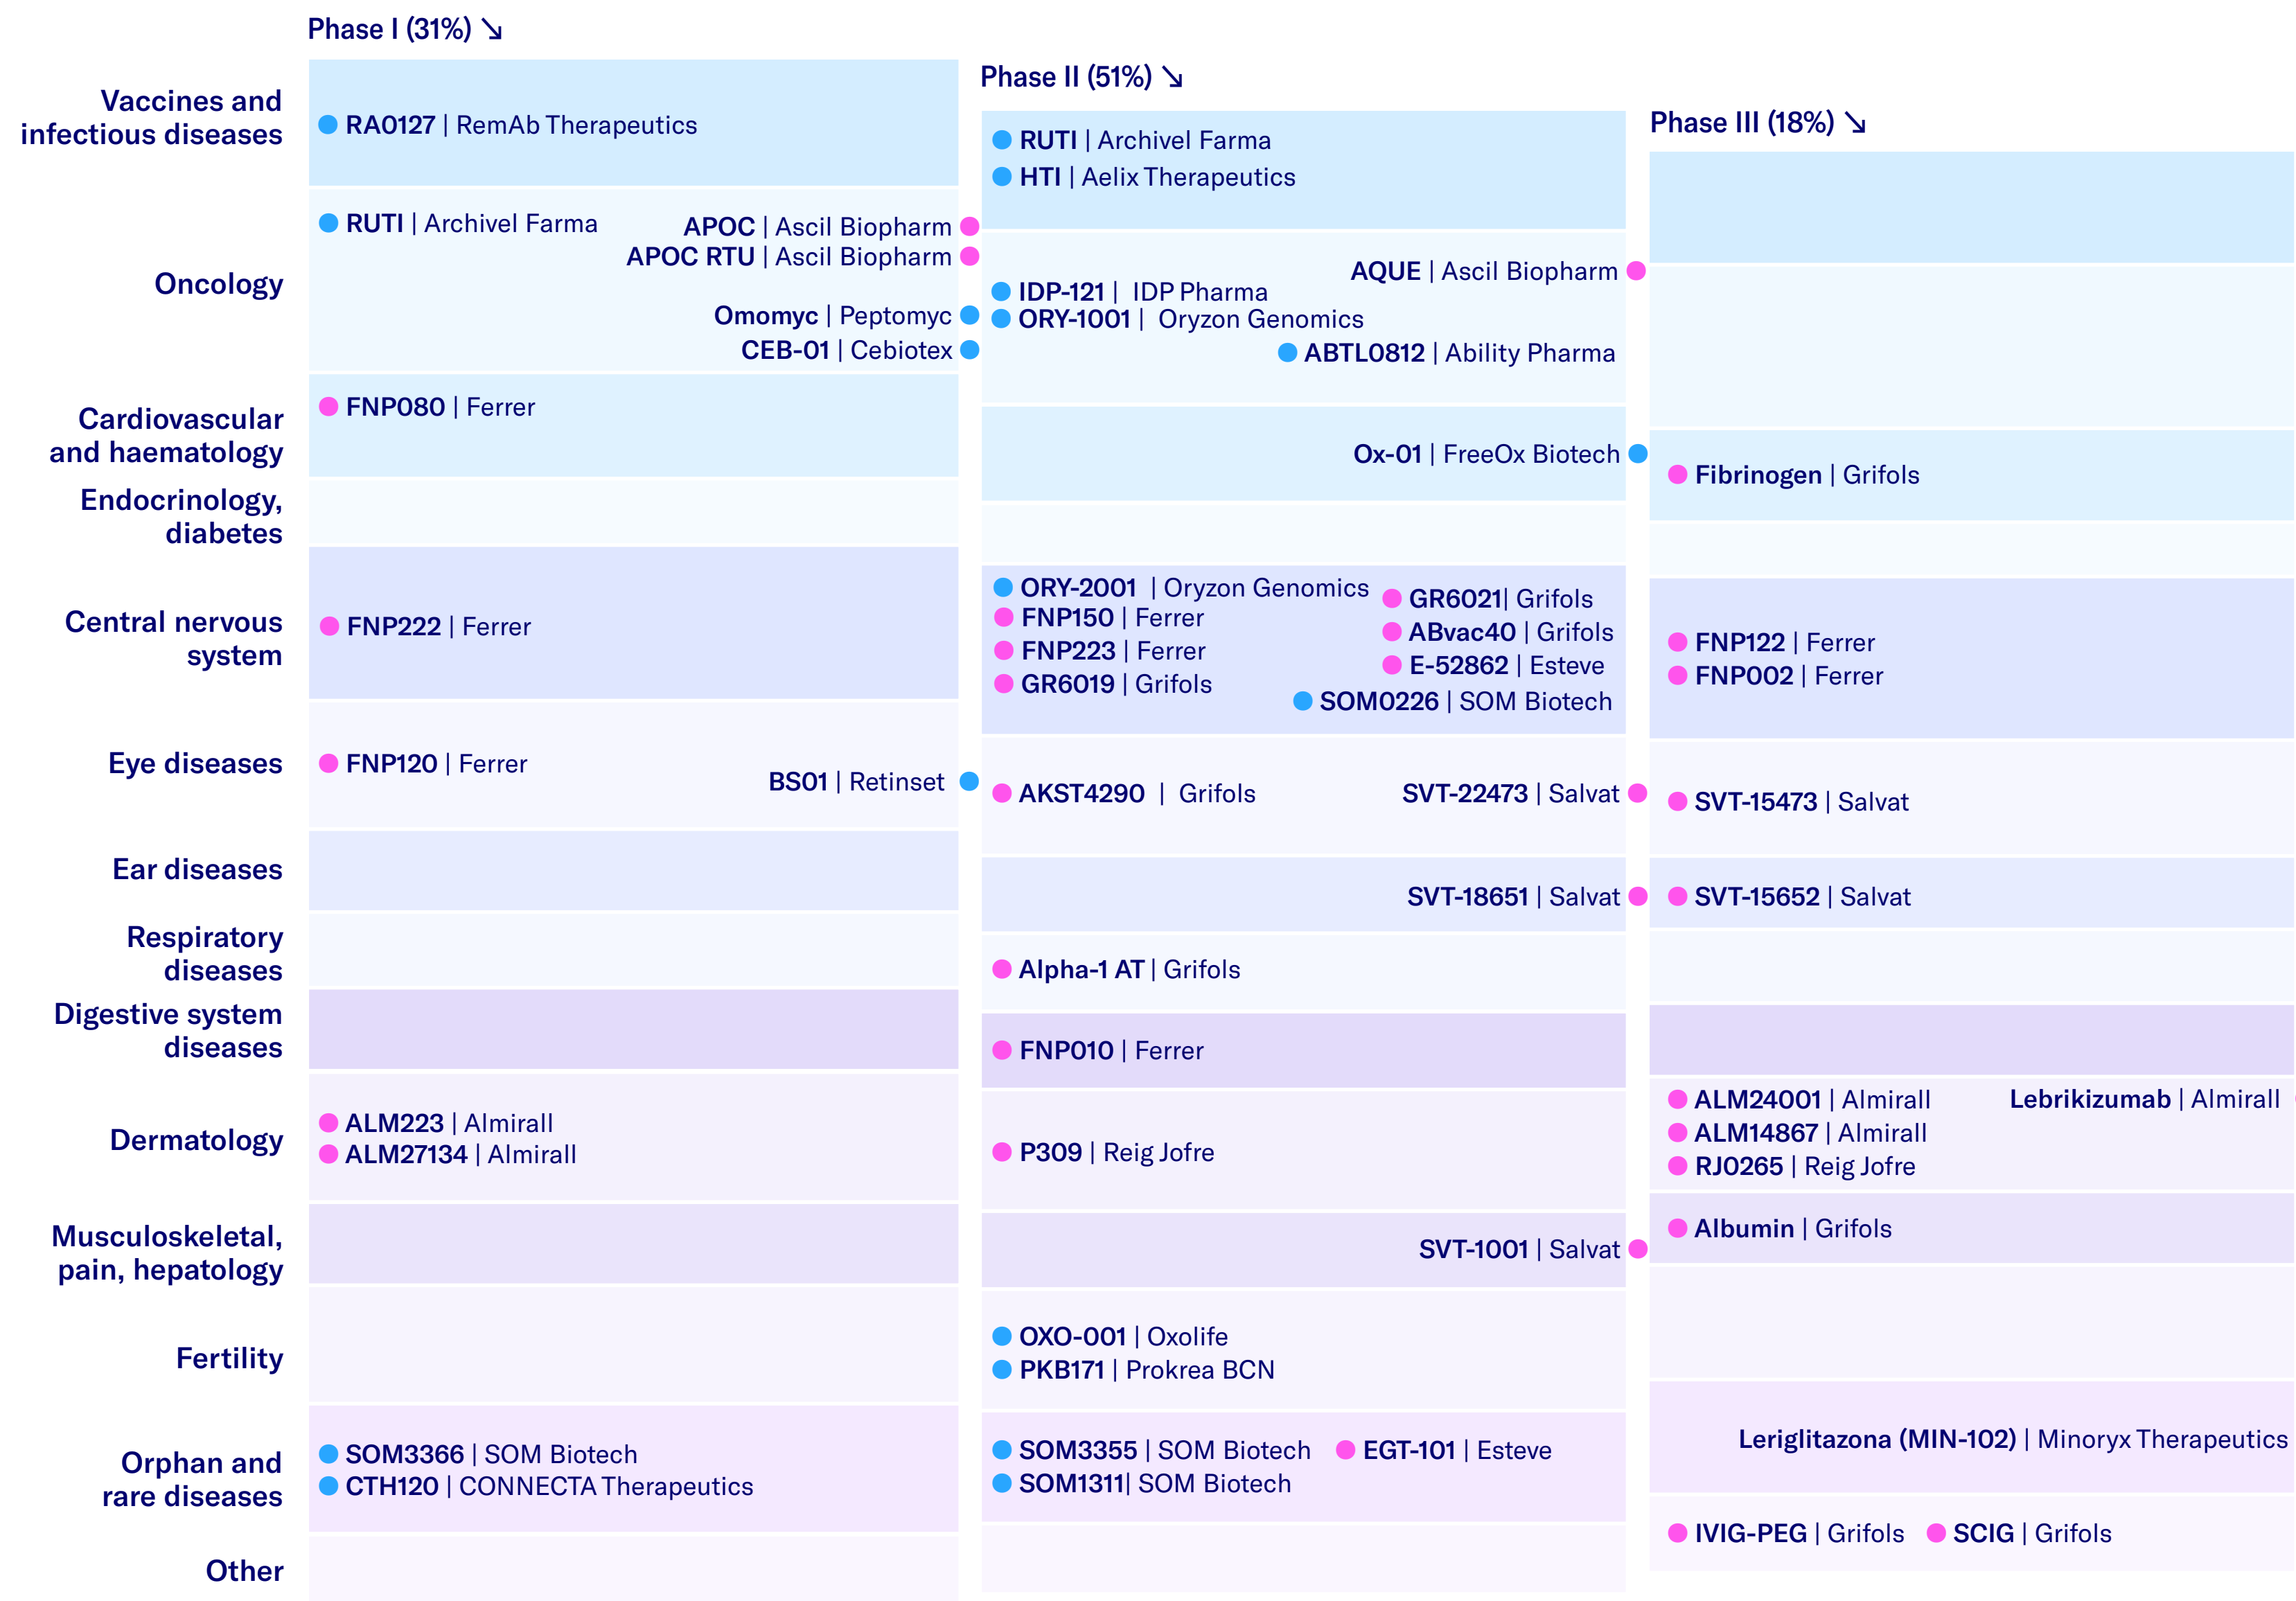 Phase I (31%) ↘
Phase II (51%) ↘
Phase III (18%) ↘
Vaccines and
infectious diseases
RA0127 | RemAb Therapeutics
RUTI | Archivel Farma
HTI | Aelix Therapeutics
Oncology
RUTI | Archivel Farma
APOC | Ascil Biopharm
APOC RTU | Ascil Biopharm
Omomyc | Peptomyc
CEB-01 | Cebiotex
AQUE | Ascil Biopharm
IDP-121 | IDP Pharma
ORY-1001 | Oryzon Genomics
ABTL0812 | Ability Pharma
Cardiovascular
and haematology
FNP080 | Ferrer
Ox-01 | FreeOx Biotech
Fibrinogen | Grifols
Endocrinology,
diabetes
Central nervous
system
FNP222 | Ferrer
ORY-2001 | Oryzon Genomics
FNP150 | Ferrer
FNP223 | Ferrer
GR6019 | Grifols
GR6021| Grifols
ABvac40 | Grifols
E-52862 | Esteve
SOM0226 | SOM Biotech
FNP122 | Ferrer
FNP002 | Ferrer
Eye diseases
FNP120 | Ferrer
BS01 | Retinset
AKST4290 | Grifols
SVT-22473 | Salvat
SVT-15473 | Salvat
Ear diseases
SVT-18651 | Salvat
SVT-15652 | Salvat
Respiratory
diseases
Alpha-1 AT | Grifols
Digestive system
diseases
FNP010 | Ferrer
Dermatology
ALM223 | Almirall
ALM27134 | Almirall
P309 | Reig Jofre
ALM24001 | Almirall
Lebrikizumab | Almirall
ALM14867 | Almirall
RJ0265 | Reig Jofre
Musculoskeletal,
pain, hepatology
SVT-1001 | Salvat
Albumin | Grifols
Fertility
OXO-001 | Oxolife
PKB171 | Prokrea BCN
Orphan and
rare diseases
SOM3366 | SOM Biotech
CTH120 | CONNECTA Therapeutics
SOM3355 | SOM Biotech
EGT-101 | Esteve
SOM1311| SOM Biotech
Leriglitazona (MIN-102) | Minoryx Therapeutics
Other
IVIG-PEG | Grifols
SCIG | Grifols